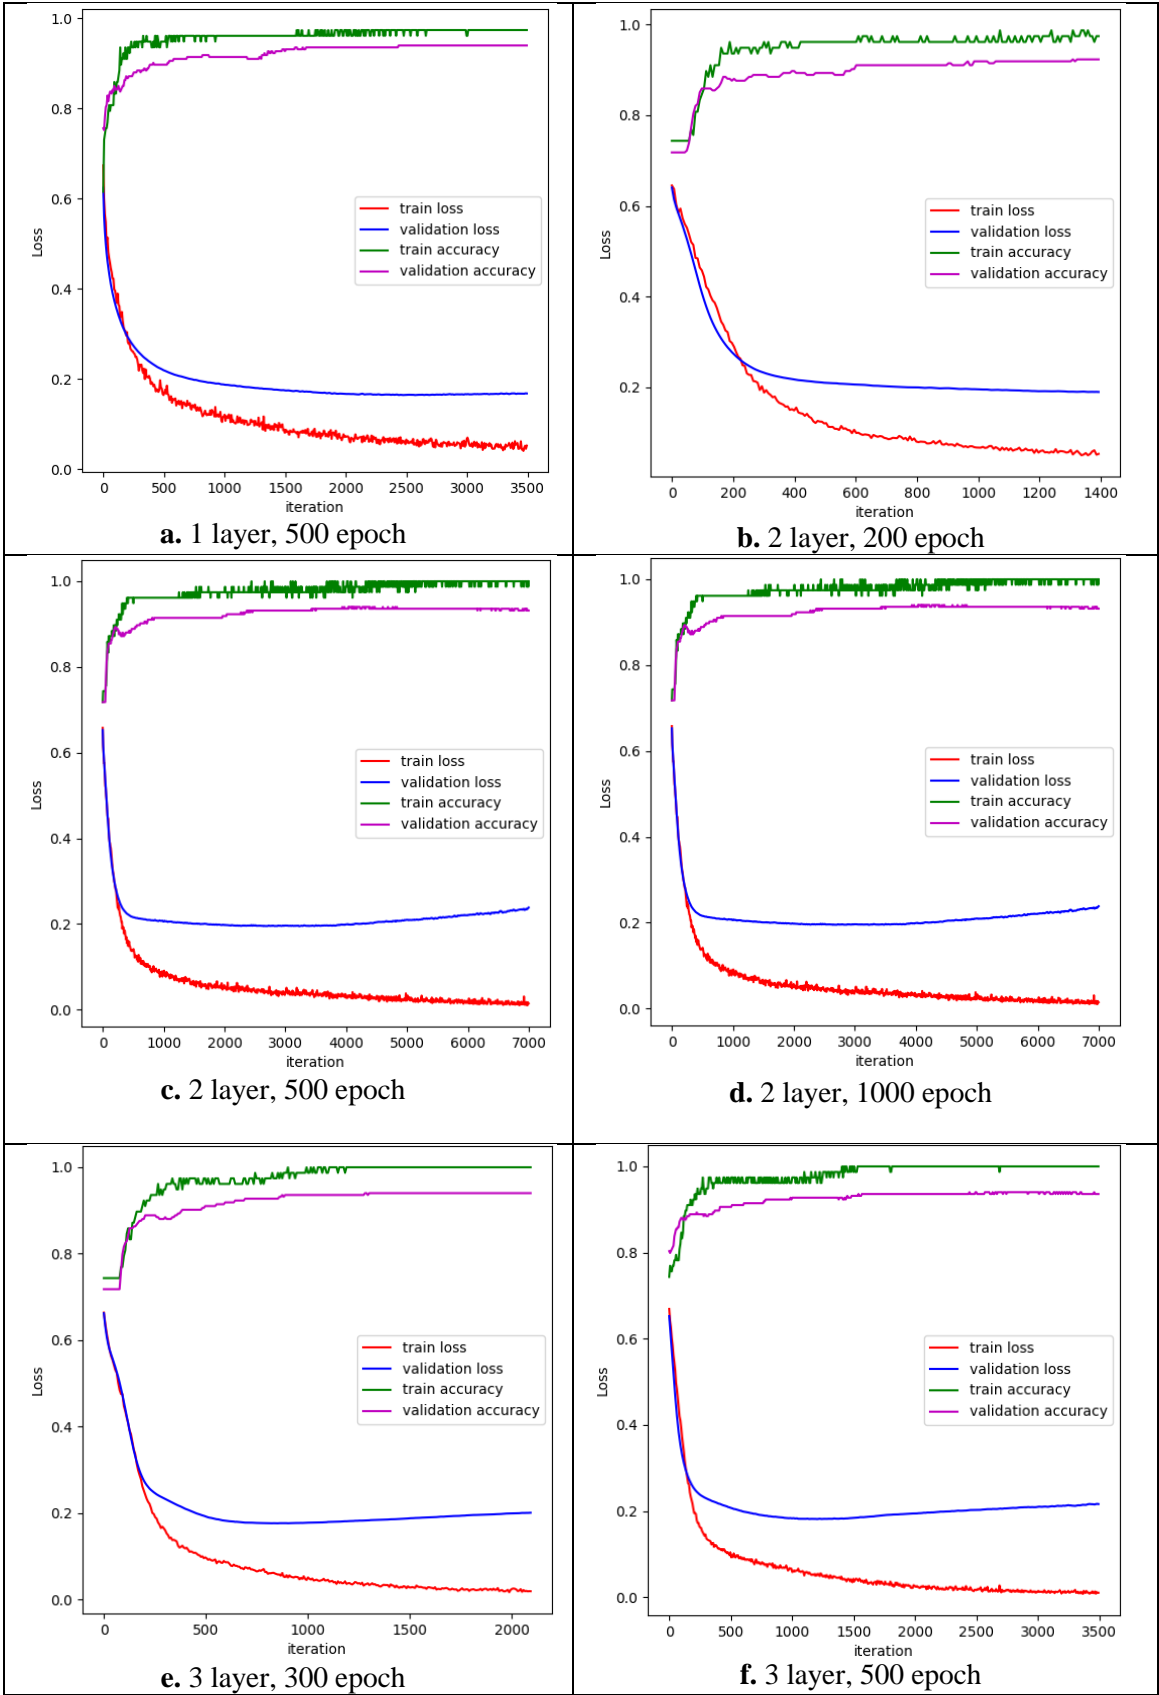 1.0
0.8
0.6
0.4
0.2
0.0
Loss
train loss
validation loss
train accuracy
validation accuracy
0 500 1000 1500 2000 2500 3000 3500
iteration
a. 1 layer, 500 epoch
1.0
0.8
0.6
0.4
0.2
Loss
train loss
validation loss
train accuracy
validation accuracy
0 200 400 600 800 1000 1200 1400
iteration
b. 2 layer, 200 epoch
1.0
0.8
0.6
0.4
0.2
0.0
Loss
train loss
validation loss
train accuracy
validation accuracy
0 1000 2000 3000 4000 5000 6000 7000
iteration
c. 2 layer, 500 epoch
1.0
0.8
0.6
0.4
0.2
0.0
Loss
train loss
validation loss
train accuracy
validation accuracy
0 1000 2000 3000 4000 5000 6000 7000
iteration
d. 2 layer, 1000 epoch
1.0
0.8
0.6
0.4
0.2
0.0
Loss
train loss
validation loss
train accuracy
validation accuracy
0 500 1000 1500 2000
iteration
e. 3 layer, 300 epoch
1.0
0.8
0.6
0.4
0.2
0.0
Loss
train loss
validation loss
train accuracy
validation accuracy
0 500 1000 1500 2000 2500 3000 3500
iteration
f. 3 layer, 500 epoch